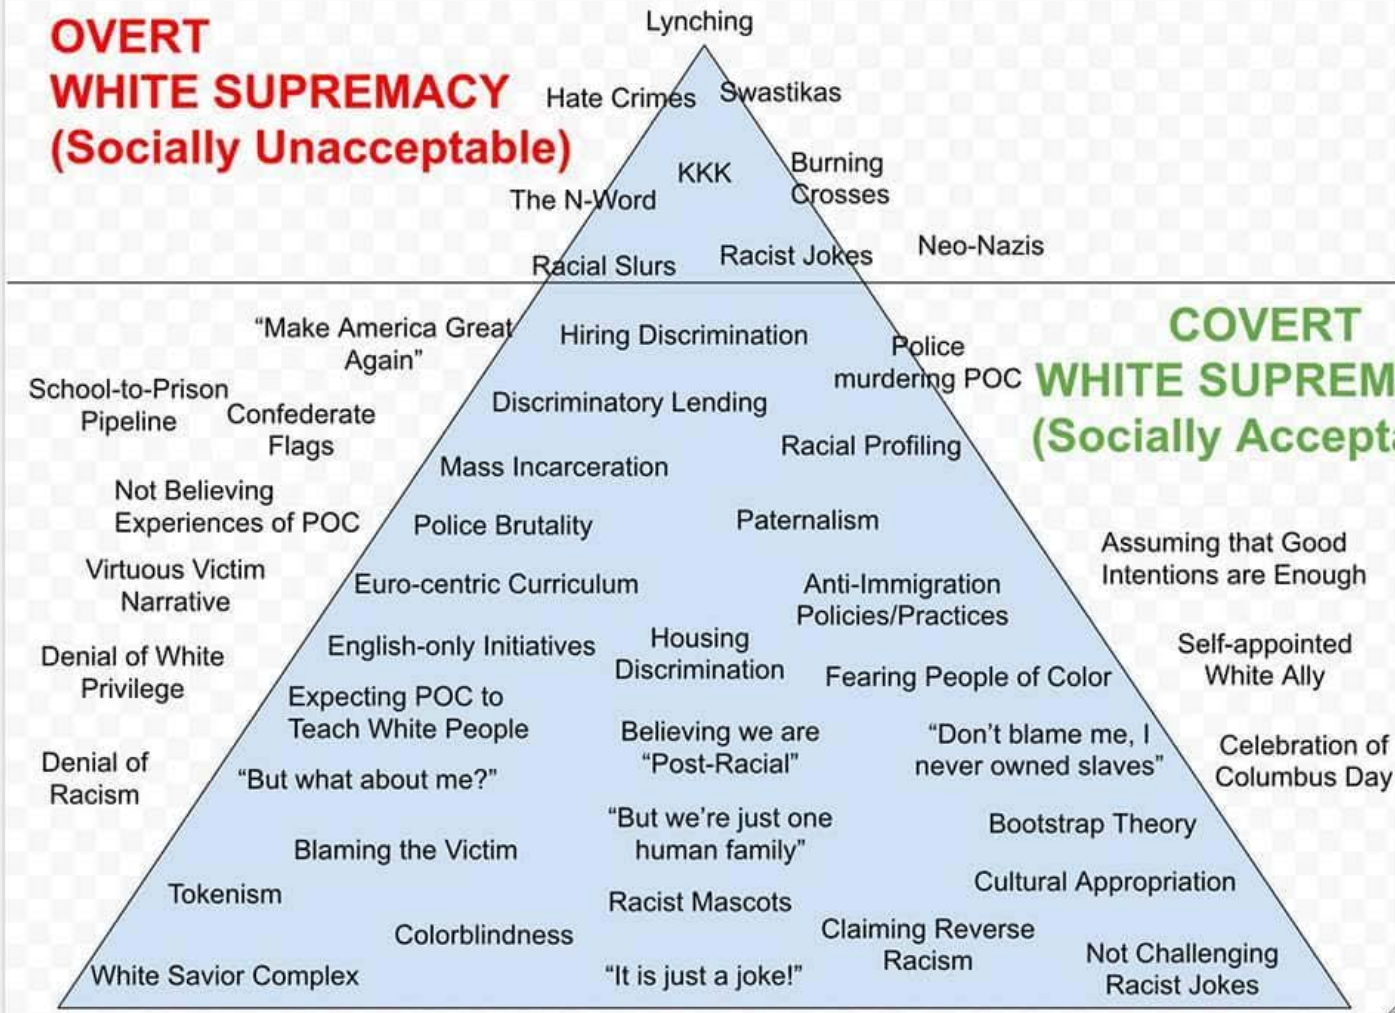 Lynching
OVERT
WHITE SUPREMACY
(Socially Unacceptable)
Hate Crimes
Swastikas
KKK
Burning
Crosses
The N-Word
Racial Slurs
Racist Jokes
Neo-Nazis
“Make America Great
Again”
Hiring Discrimination
Police
murdering POC
COVERT
WHITE SUPREM
(Socially Accepta
School-to-Prison
Pipeline
Confederate
Flags
Discriminatory Lending
Racial Profiling
Mass Incarceration
Not Believing
Experiences of POC
Police Brutality
Paternalism
Assuming that Good
Intentions are Enough
Virtuous Victim
Narrative
Euro-centric Curriculum
Anti-Immigration
Policies/Practices
English-only Initiatives
Housing
Discrimination
Fearing People of Color
Self-appointed
White Ally
Denial of White
Privilege
Expecting POC to
Teach White People
Believing we are
“Post-Racial”
“Don’t blame me, I
never owned slaves”
Celebration of
Columbus Day
Denial of
Racism
“But what about me?”
“But we’re just one
human family”
Bootstrap Theory
Blaming the Victim
Tokenism
Racist Mascots
Cultural Appropriation
Colorblindness
Claiming Reverse
Racism
Not Challenging
Racist Jokes
White Savior Complex
“It is just a joke!”